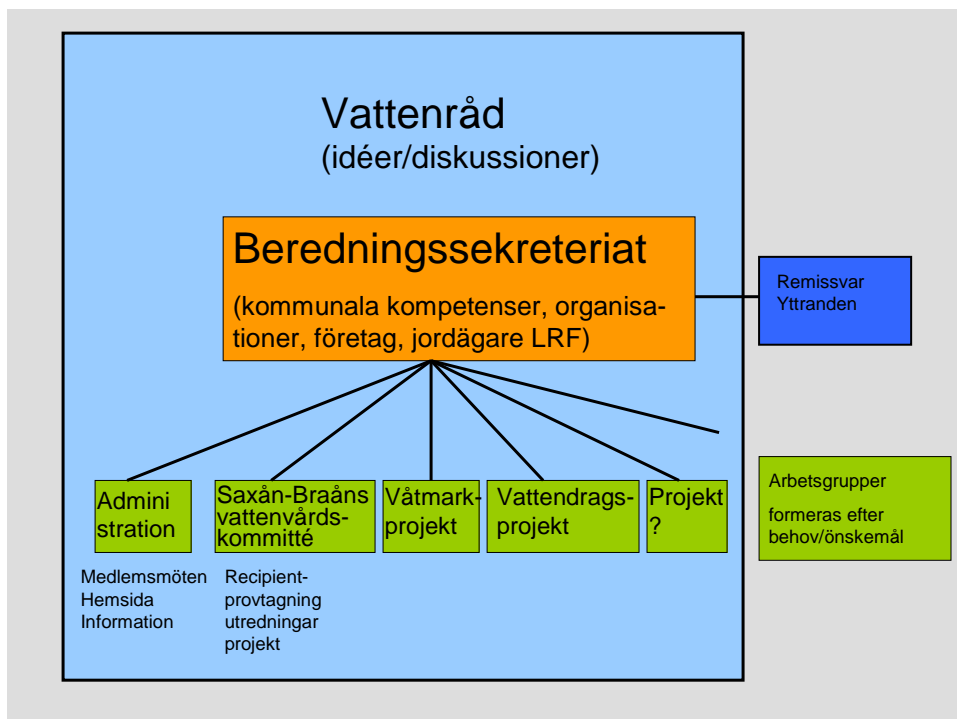 Vattenråd
(idéer/diskussioner)
Beredningssekreteriat
(kommunala kompetenser, organisa-
tioner, företag, jordägare LRF)
Remissvar
Yttranden
Admini
stration
Saxån-Braåns
vattenvårds-
kommitté
Våtmark-
projekt
Vattendrags-
projekt
Projekt
?
Arbetsgrupper
formeras efter
behov/önskemål
Medlemsmöten
Hemsida
Information
Recipient-
provtagning
utredningar
projekt